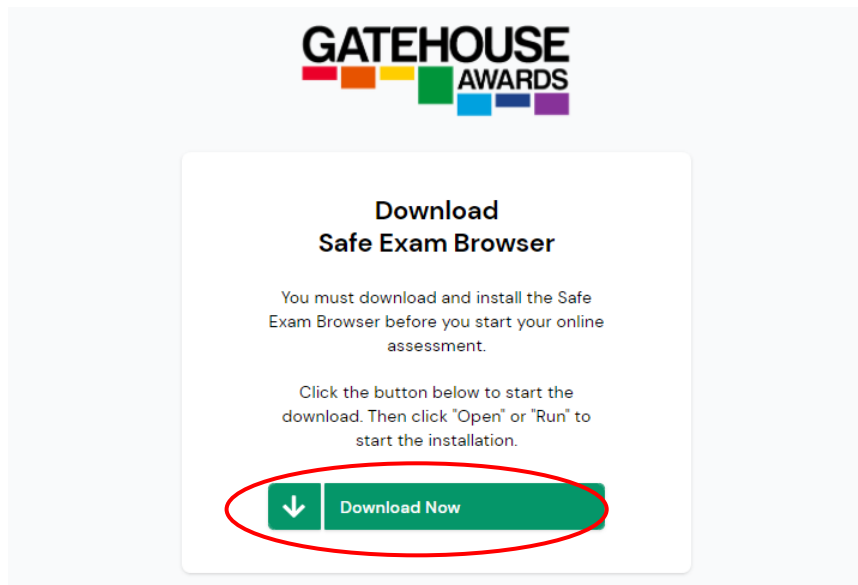 GATEHOUSE
AWARDS
Download
Safe Exam Browser
You must download and install the Safe
Exam Browser before you start your online
assessment.
Click the button below to start the
download. Then click "Open" or "Run" to
start the installation.
Download Now